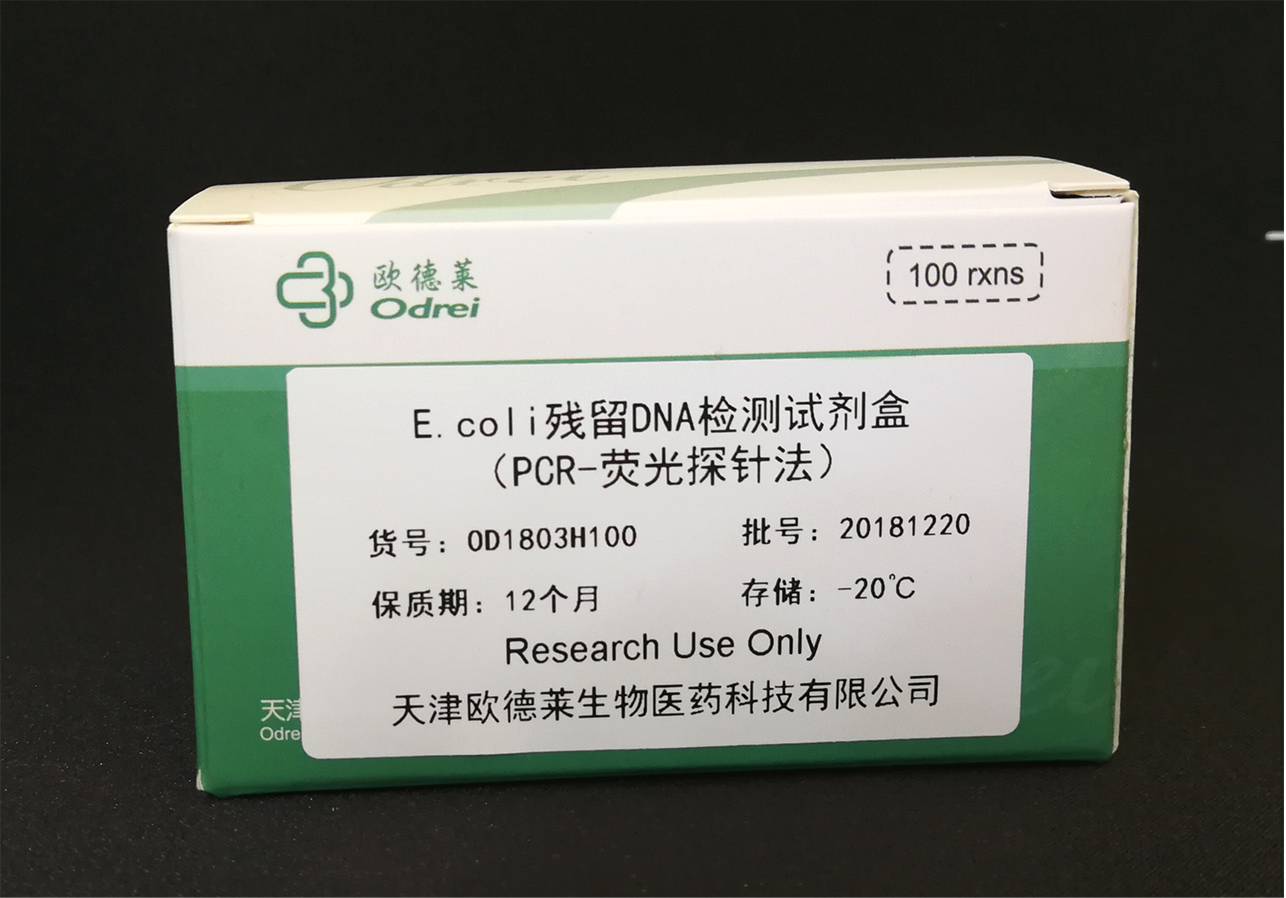 欧德莱
Odrei
100 rxns
E.coli残留DNA检测试剂盒
（PCR-荧光探针法）
货号：OD1803H100
批号：20181220
保质期：12个月
存储：-20℃
Research Use Only
天津欧德莱生物医药科技有限公司
天津
Odre